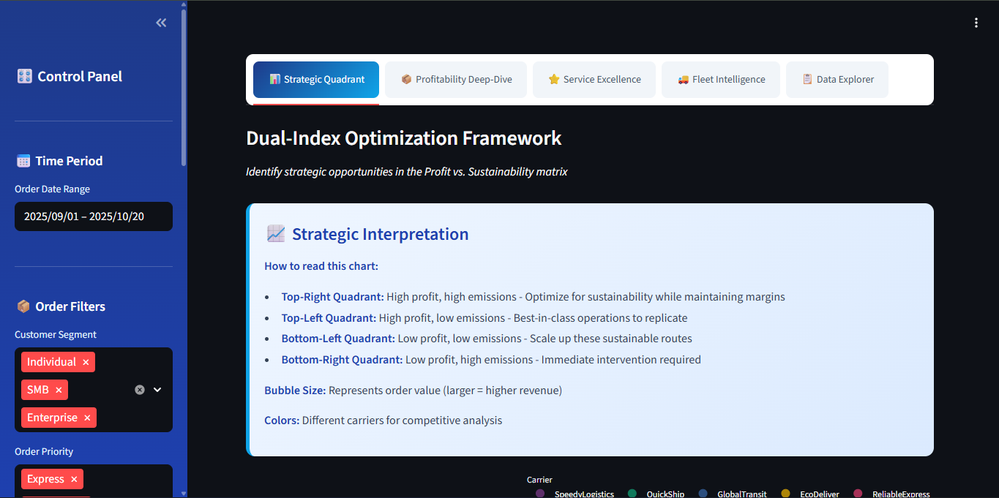 Control Panel
Time Period
Order Date Range
2025/09/01 – 2025/10/20
Order Filters
Customer Segment
Individual
SMB
Enterprise
Order Priority
Express
Strategic Quadrant
Profitability Deep-Dive
Service Excellence
Fleet Intelligence
Data Explorer
Dual-Index Optimization Framework
Identify strategic opportunities in the Profit vs. Sustainability matrix
Strategic Interpretation
How to read this chart:
Top-Right Quadrant: High profit, high emissions - Optimize for sustainability while maintaining margins
Top-Left Quadrant: High profit, low emissions - Best-in-class operations to replicate
Bottom-Left Quadrant: Low profit, low emissions - Scale up these sustainable routes
Bottom-Right Quadrant: Low profit, high emissions - Immediate intervention required
Bubble Size: Represents order value (larger = higher revenue)
Colors: Different carriers for competitive analysis
Carrier
SpeedyLogistics
QuickShip
GlobalTransit
EcoDeliver
ReliableExpress